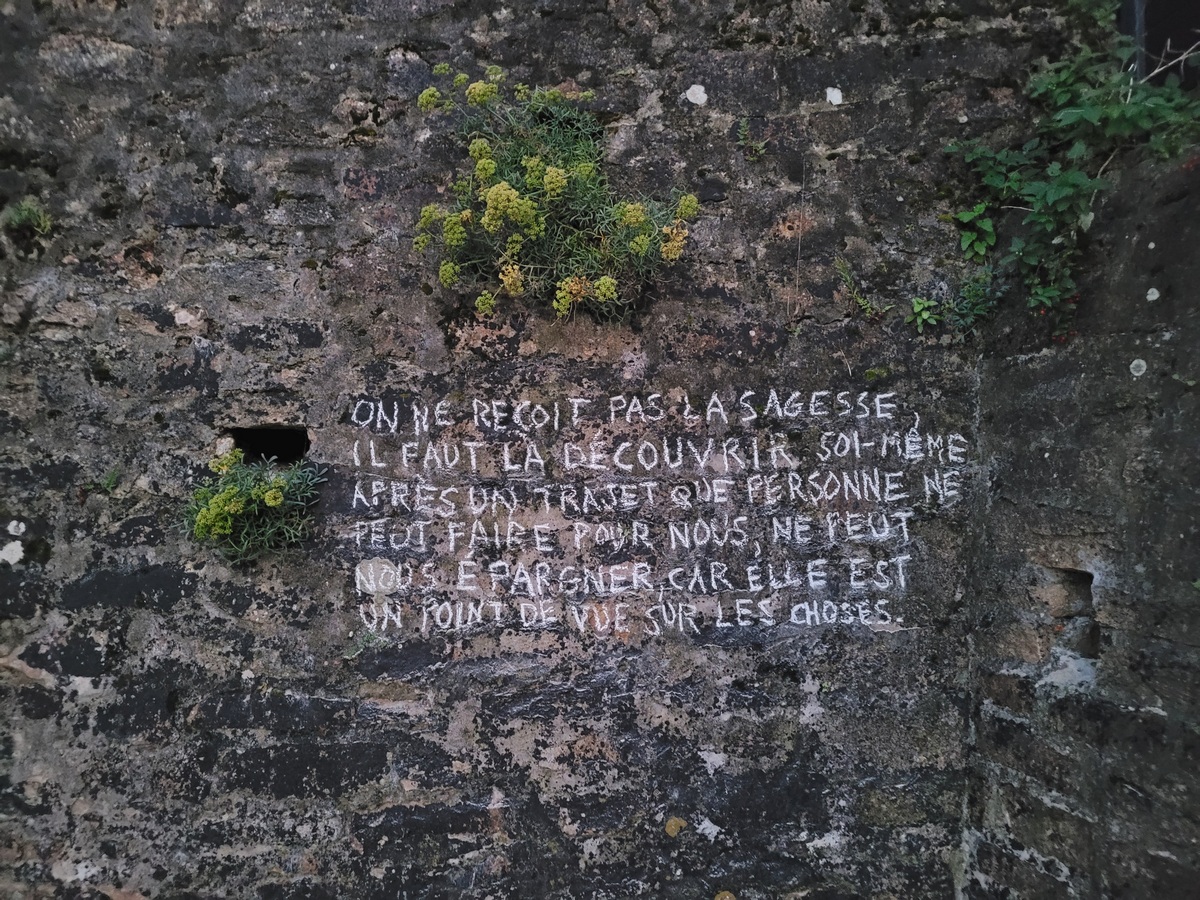 ON NE REÇOIT PAS LA SAGESSE,
IL FAUT LA DÉCOUVRIR SOI-MÊME
APRÈS UN TRAJET QUE PERSONNE NE
PEUT FAIRE POUR NOUS, NE PEUT
NOUS EPARGNER, CAR ELLE EST
UN POINT DE VUE SUR LES CHOSES.